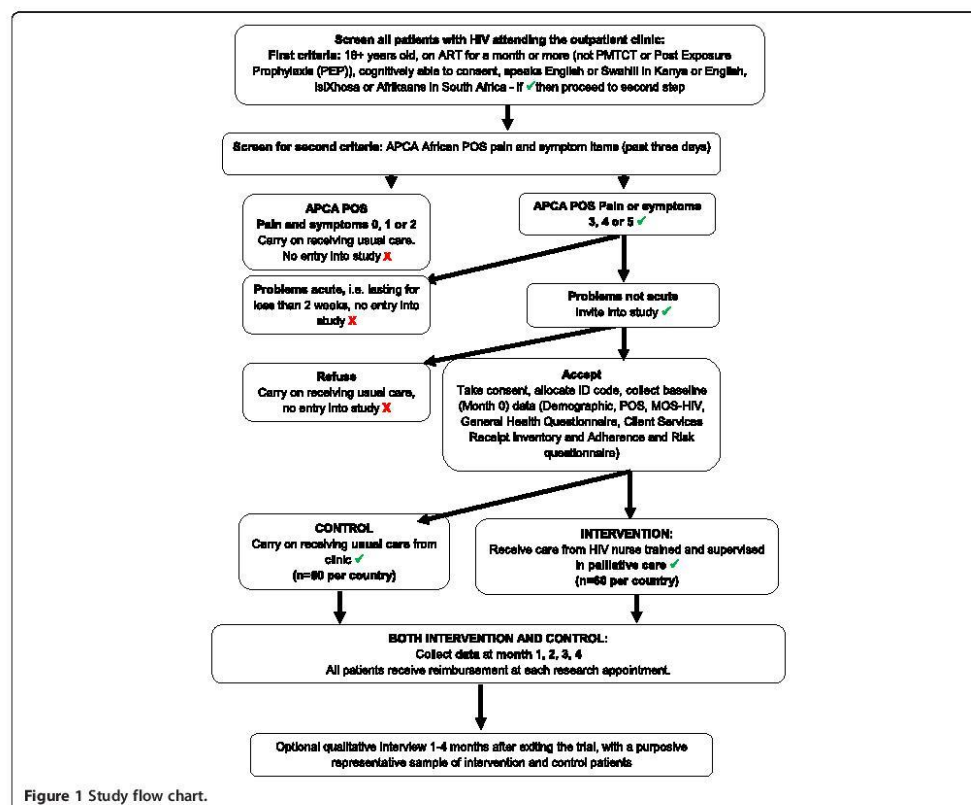 Screen all patients with HIV attending the outpatient clinic:
First criteria: 18+ years old, on ART for a month or more (not PMTCT or Post Exposure
Prophylaxis (PEP)), cognitively able to consent, speaks English or Swahili in Kenya or English,
IsiXhosa or Afrikaans in South Africa - if ✓then proceed to second step
Screen for second criteria: APCA African POS pain and symptom items (past three days)
APCA POS
Pain and symptoms 0, 1 or 2
Carry on receiving usual care.
No entry into study X
APCA POS Pain or symptoms
3, 4 or 5 ✓
Problems acute, i.e. lasting for
less than 2 weeks, no entry into
study X
Problems not acute
Invite into study ✓
Refuse
Carry on receiving usual care,
no entry into study X
Accept
Take consent, allocate ID code, collect baseline
(Month 0) data (Demographic, POS, MOS-HIV,
General Health Questionnaire, Client Services
Receipt Inventory and Adherence and Risk
questionnaire)
CONTROL
Carry on receiving usual care from
clinic ✓
(n=60 per country)
INTERVENTION:
Receive care from HIV nurse trained and supervised
in palliative care ✓
(n=60 per country)
BOTH INTERVENTION AND CONTROL:
Collect data at month 1, 2, 3, 4
All patients receive reimbursement at each research appointment.
Optional qualitative interview 1-4 months after exiting the trial, with a purposive
representative sample of intervention and control patients
Figure 1 Study flow chart.